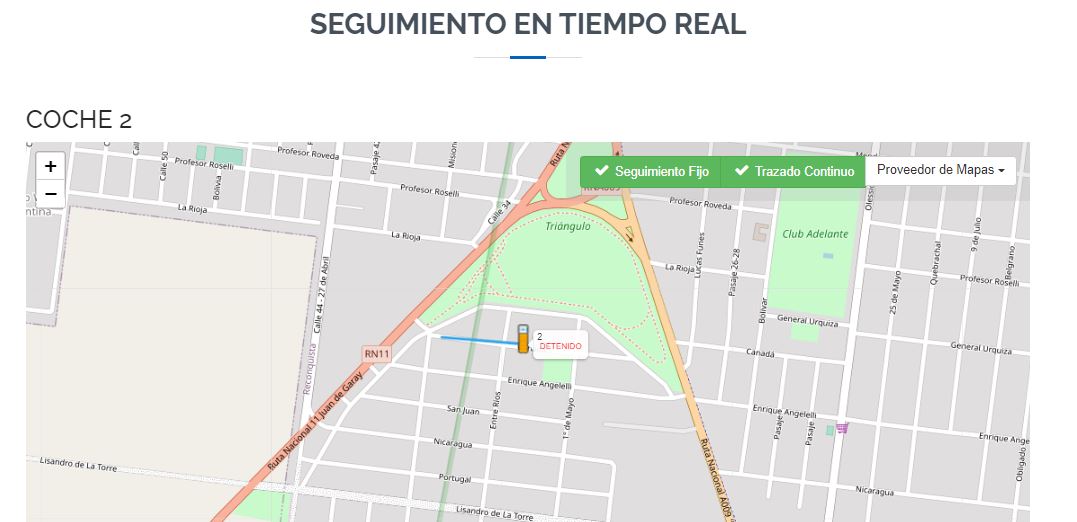 SEGUIMIENTO EN TIEMPO REAL
COCHE 2
+
−
Seguimiento Fijo
Trazado Continuo
Proveedor de Mapas
Calle 50
Profesor Roselli
Bolivia
Profesor Roveda
Pasaje 42
Profesor Roselli
Calle 34
La Rioja
La Rioja
Triángulo
Profesor Roveda
Club Adelante
Lucas Funes
Pasaje 26-28
La Rioja
Bolívar
25 de Mayo
Quebrachal
9 de Julio
Belgrano
Profesor Roselli
General Urquiza
General Urquiza
Calle 44 - 27 de Abril
Reconquista
RN11
2
DETENIDO
Canadá
Enrique Angelelli
Enrique Angelelli
Enrique Ange
San Juan
Entre Ríos
1° de Mayo
Pasaje
Pasaje
Nicaragua
Nicaragua
Obligado
Portugal
Ruta Nacional 11 Juan de Garay
Ruta Nacional A009
Lisandro de La Torre
Lisandro de La Torre